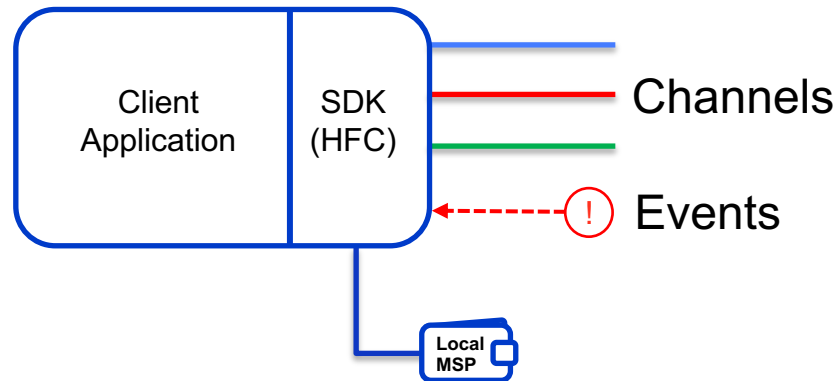 Client
Application
SDK
(HFC)
Channels
!
Events
Local
MSP